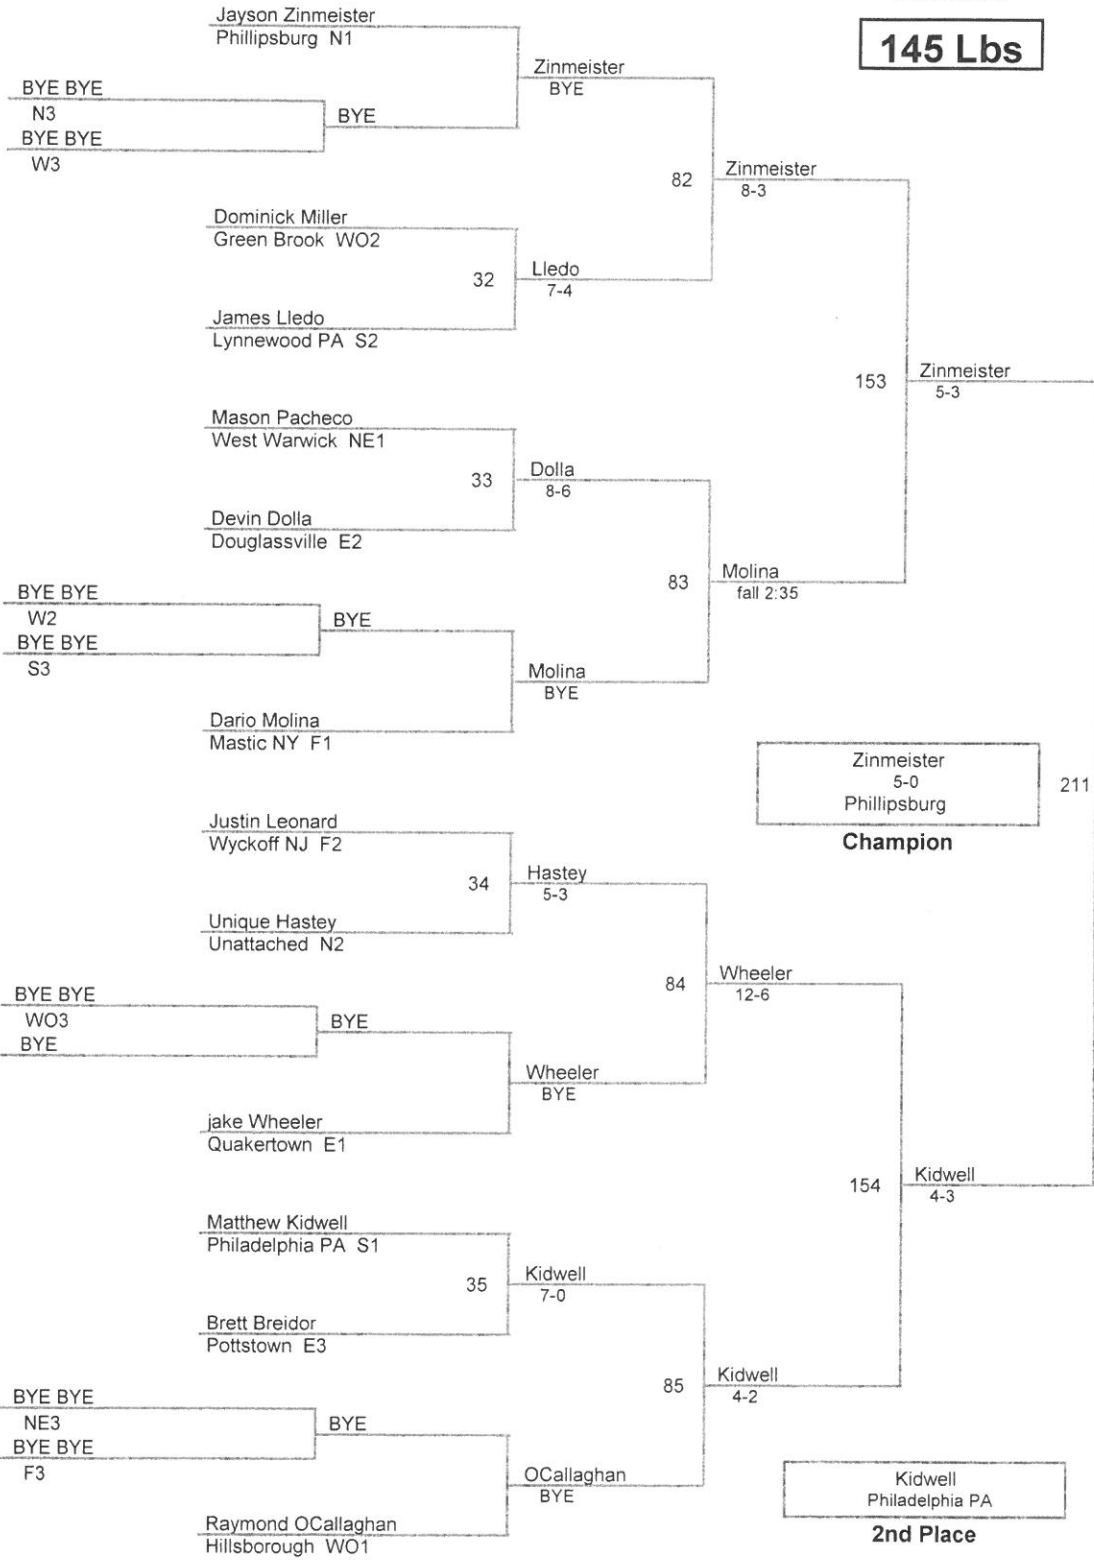 Jayson Zinmeister
Phillipsburg N1
145 Lbs
Zinmeister
BYE
BYE BYE
N3
BYE
BYE BYE
W3
82
Zinmeister
8-3
Dominick Miller
Green Brook WO2
32
Lledo
7-4
James Lledo
Lynnewood PA S2
153
Zinmeister
5-3
Mason Pacheco
West Warwick NE1
33
Dolla
8-6
Devin Dolla
Douglassville E2
83
Molina
fall 2:35
BYE BYE
W2
BYE
BYE BYE
S3
Molina
BYE
Dario Molina
Mastic NY F1
Zinmeister
5-0
Phillipsburg
211
Champion
Justin Leonard
Wyckoff NJ F2
34
Hastey
5-3
Unique Hastey
Unattached N2
84
Wheeler
12-6
BYE BYE
WO3
BYE
BYE
Wheeler
BYE
jake Wheeler
Quakertown E1
154
Kidwell
4-3
Matthew Kidwell
Philadelphia PA S1
35
Kidwell
7-0
Brett Breidor
Pottstown E3
85
Kidwell
4-2
BYE BYE
NE3
BYE
BYE BYE
F3
OCallaghan
BYE
Kidwell
Philadelphia PA
2nd Place
Raymond OCallaghan
Hillsborough WO1